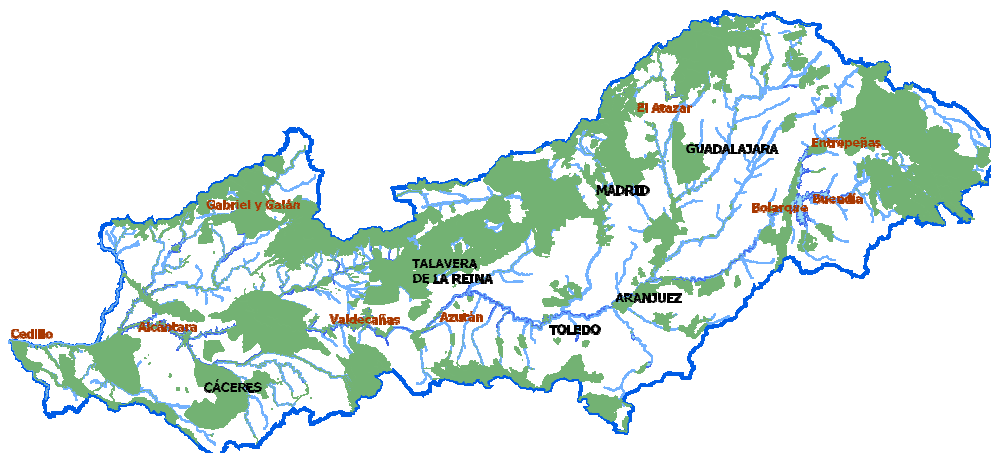 El Atazar
GUADALAJARA
Entrepeñas
MADRID
Gabriel y Galán
Bolarque
Buendía
TALAVERA
DE LA REINA
ARANJUEZ
Cedillo
Alcántara
Valdecañas
Azután
TOLEDO
CÁCERES